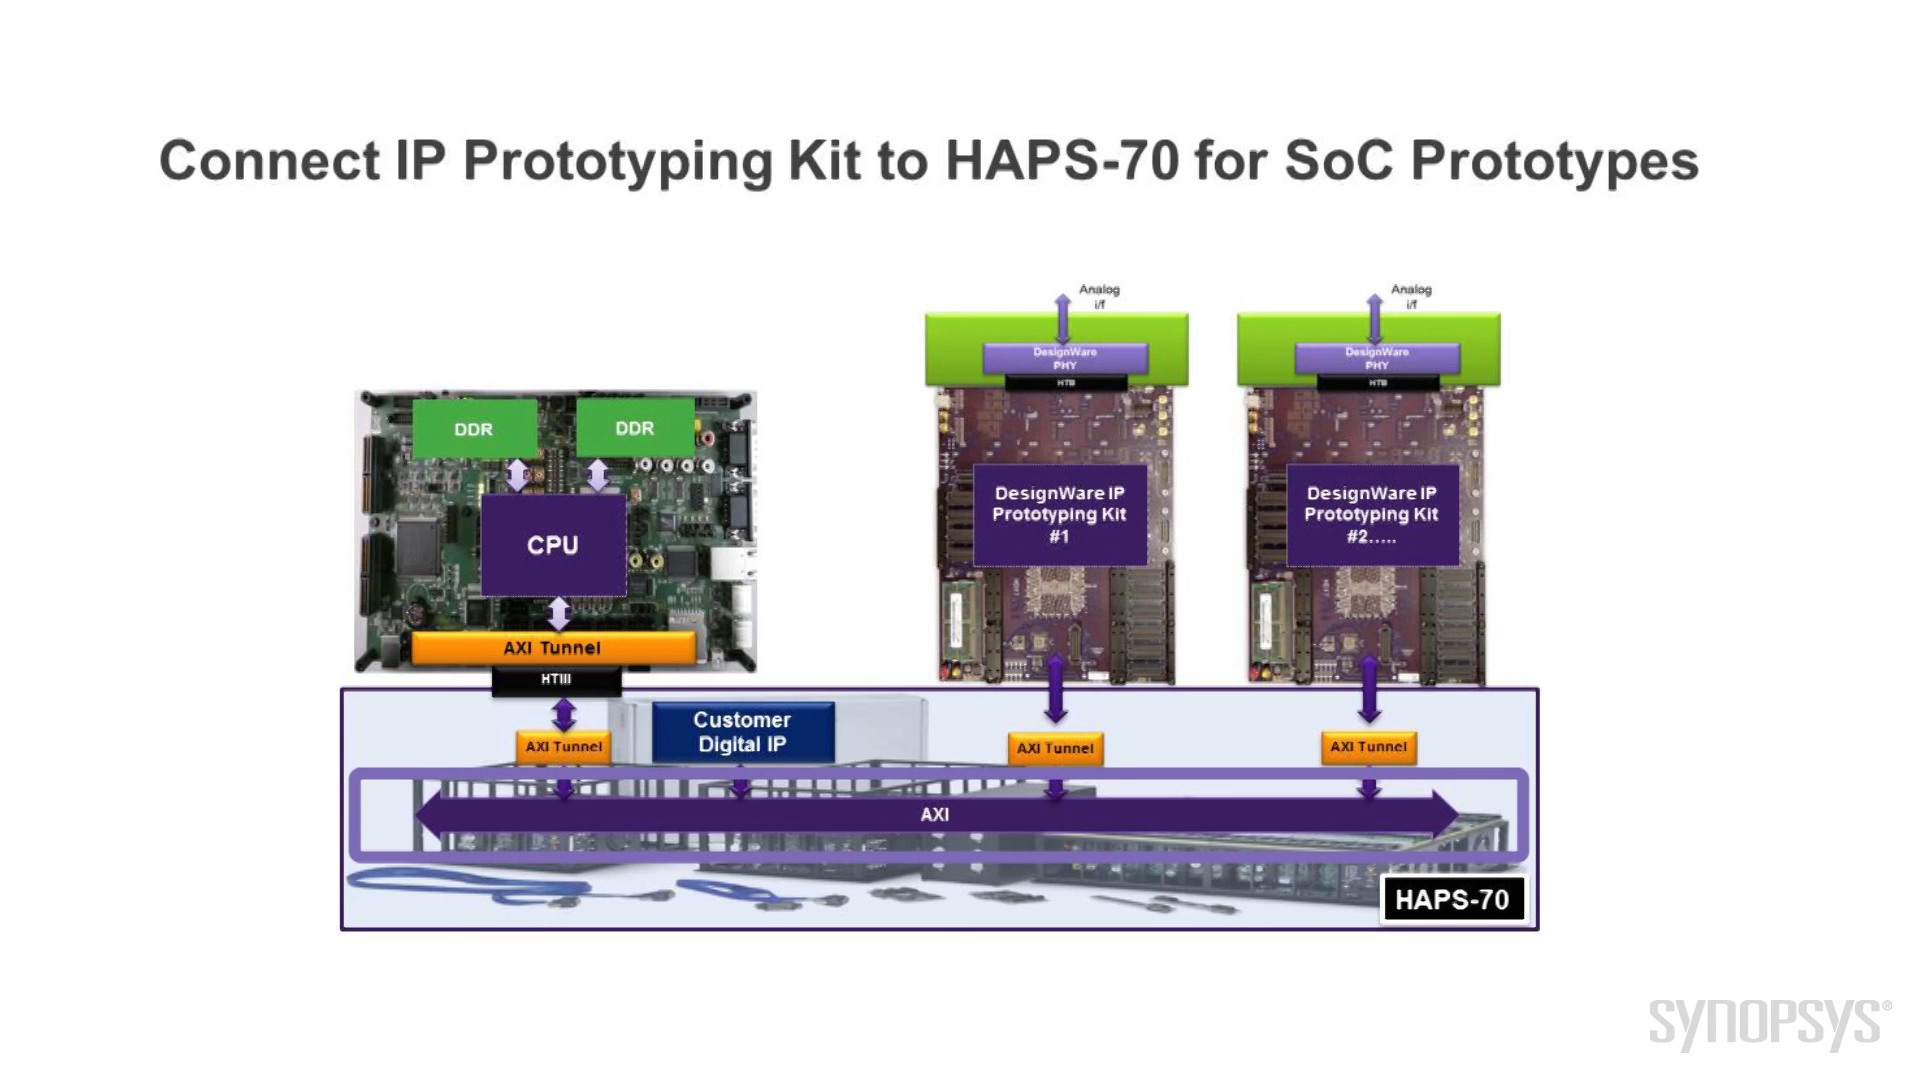 Connect IP Prototyping Kit to HAPS-70 for SoC Prototypes
Analog
i/f
DesignWare
PHY
HTB
Analog
i/f
DesignWare
PHY
HTB
DDR
DDR
CPU
AXI Tunnel
HTIII
DesignWare IP
Prototyping Kit
#1
DesignWare IP
Prototyping Kit
#2.....
AXI Tunnel
Customer
Digital IP
AXI Tunnel
AXI Tunnel
AXI
HAPS-70
SYNOPSYS®